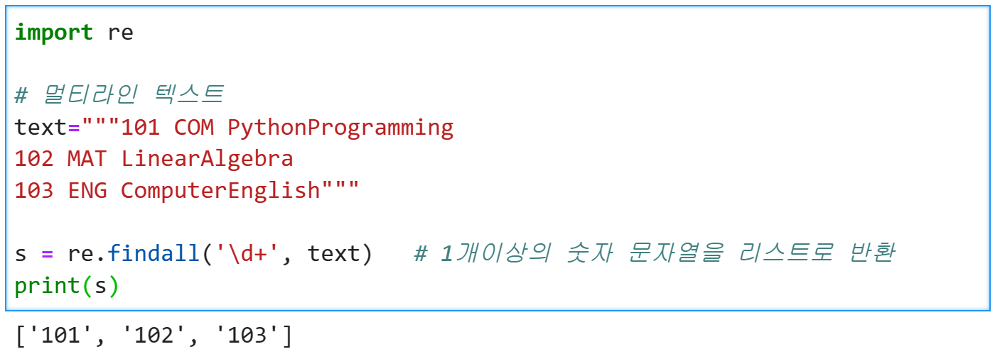 import re
# 멀티라인 텍스트
text="""101 COM PythonProgramming
102 MAT LinearAlgebra
103 ENG ComputerEnglish"""
s = re.findall('\d+', text)   # 1개이상의 숫자 문자열을 리스트로 반환
print(s)
['101', '102', '103']